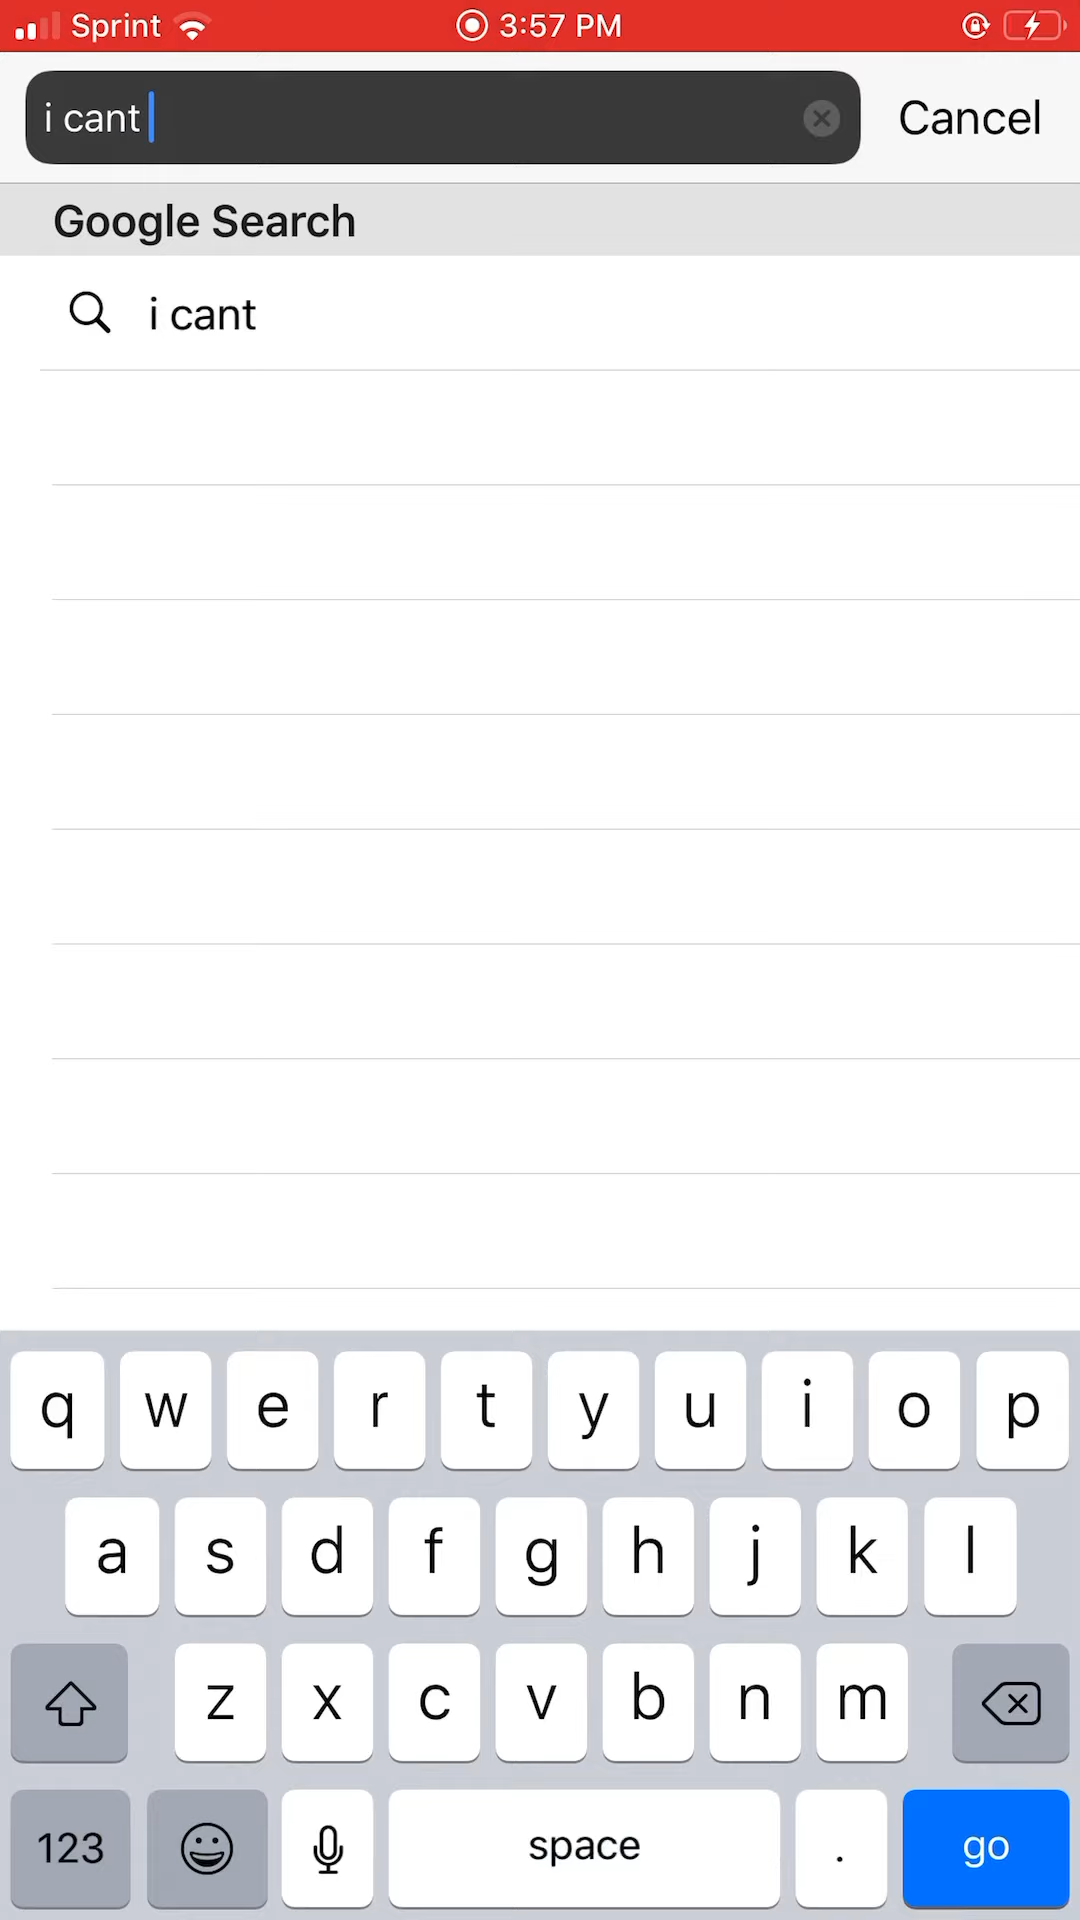 Sprint 3:57 PM
i cant Cancel
Google Search
i cant
q w e r t y u i o p
a s d f g h j k l
z x c v b n m
123 space . go